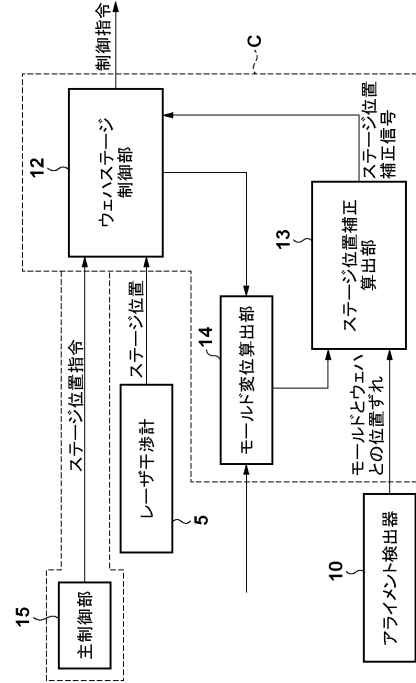 15
主制御部
ステージ位置指令
12
ウェハステージ
制御部
制御指令
C
レーザ干渉計
5
ステージ位置
14
モールド変位算出部
13
ステージ位置補正
算出部
ステージ位置
補正信号
10
アライメント検出器
モールドとウェハ
との位置ずれ